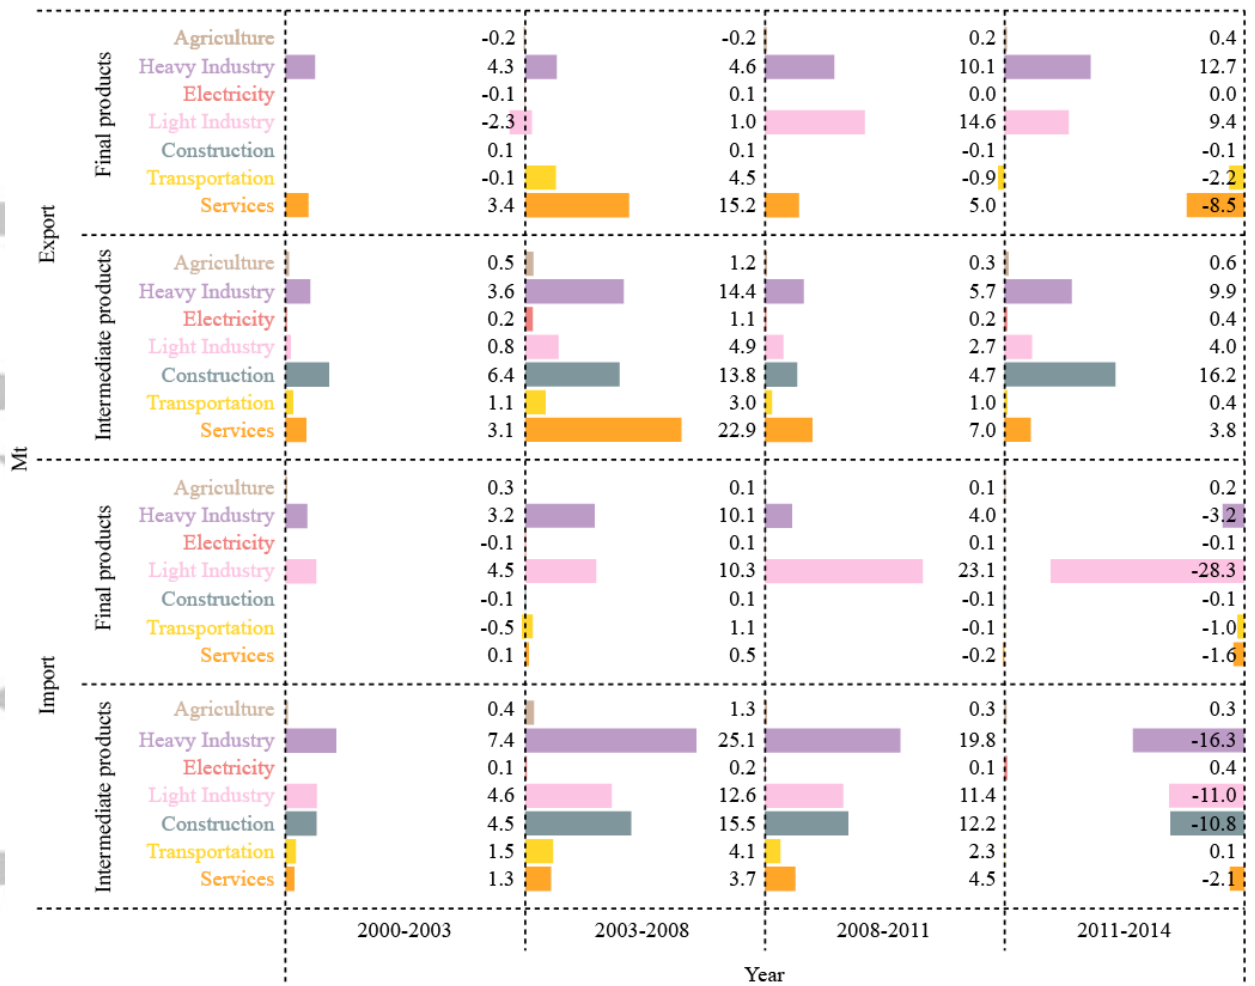 Mt
Export
Final products
Agriculture -0.2 -0.2 0.2 0.4
Heavy Industry 4.3 4.6 10.1 12.7
Electricity -0.1 0.1 0.0 0.0
Light Industry -2.3 1.0 14.6 9.4
Construction 0.1 0.1 -0.1 -0.1
Transportation -0.1 4.5 -0.9 -2.2
Services 3.4 15.2 5.0 -8.5
Intermediate products
Agriculture 0.5 1.2 0.3 0.6
Heavy Industry 3.6 14.4 5.7 9.9
Electricity 0.2 1.1 0.2 0.4
Light Industry 0.8 4.9 2.7 4.0
Construction 6.4 13.8 4.7 16.2
Transportation 1.1 3.0 1.0 0.4
Services 3.1 22.9 7.0 3.8
Import
Final products
Agriculture 0.3 0.1 0.1 0.2
Heavy Industry 3.2 10.1 4.0 -3.2
Electricity -0.1 0.1 0.1 -0.1
Light Industry 4.5 10.3 23.1 -28.3
Construction -0.1 0.1 -0.1 -0.1
Transportation -0.5 1.1 -0.1 -1.0
Services 0.1 0.5 -0.2 -1.6
Intermediate products
Agriculture 0.4 1.3 0.3 0.3
Heavy Industry 7.4 25.1 19.8 -16.3
Electricity 0.1 0.2 0.1 0.4
Light Industry 4.6 12.6 11.4 -11.0
Construction 4.5 15.5 12.2 -10.8
Transportation 1.5 4.1 2.3 0.1
Services 1.3 3.7 4.5 -2.1
2000-2003 2003-2008 2008-2011 2011-2014
Year